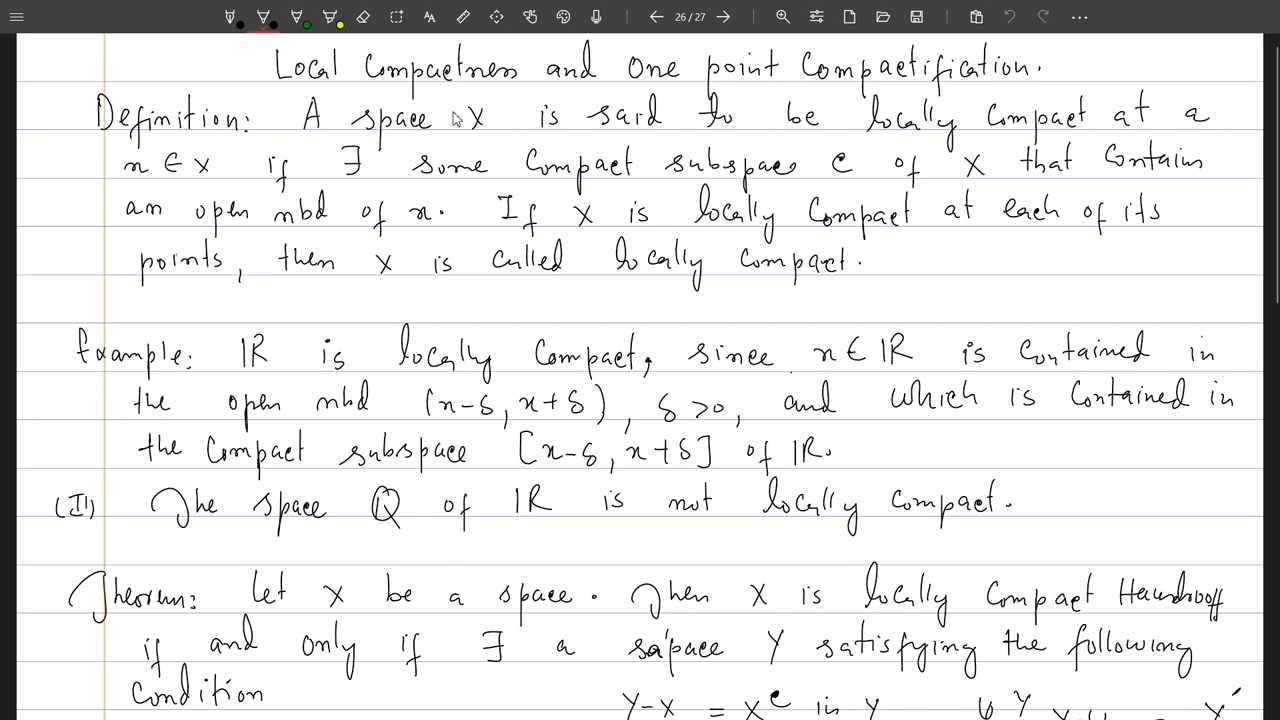 26 / 27
Local Compactness and One point Compactification.
Definition: A space X is said to be locally compact at a
x ∈ X if ∃ some compact subspace C of X that contains
an open nbd of x. If X is locally compact at each of its
points, then X is called locally compact.
Example: ℝ is locally compact, since x ∈ ℝ is contained in
the open nbd (x-δ, x+δ), δ>0, and which is contained in
the compact subspace [x-δ, x+δ] of ℝ.
(II) The space ℚ of ℝ is not locally compact.
Theorem: Let X be a space. Then X is locally compact Hausdroff
if and only if ∃ a space Y satisfying the following
condition
Y-X = X^c in Y